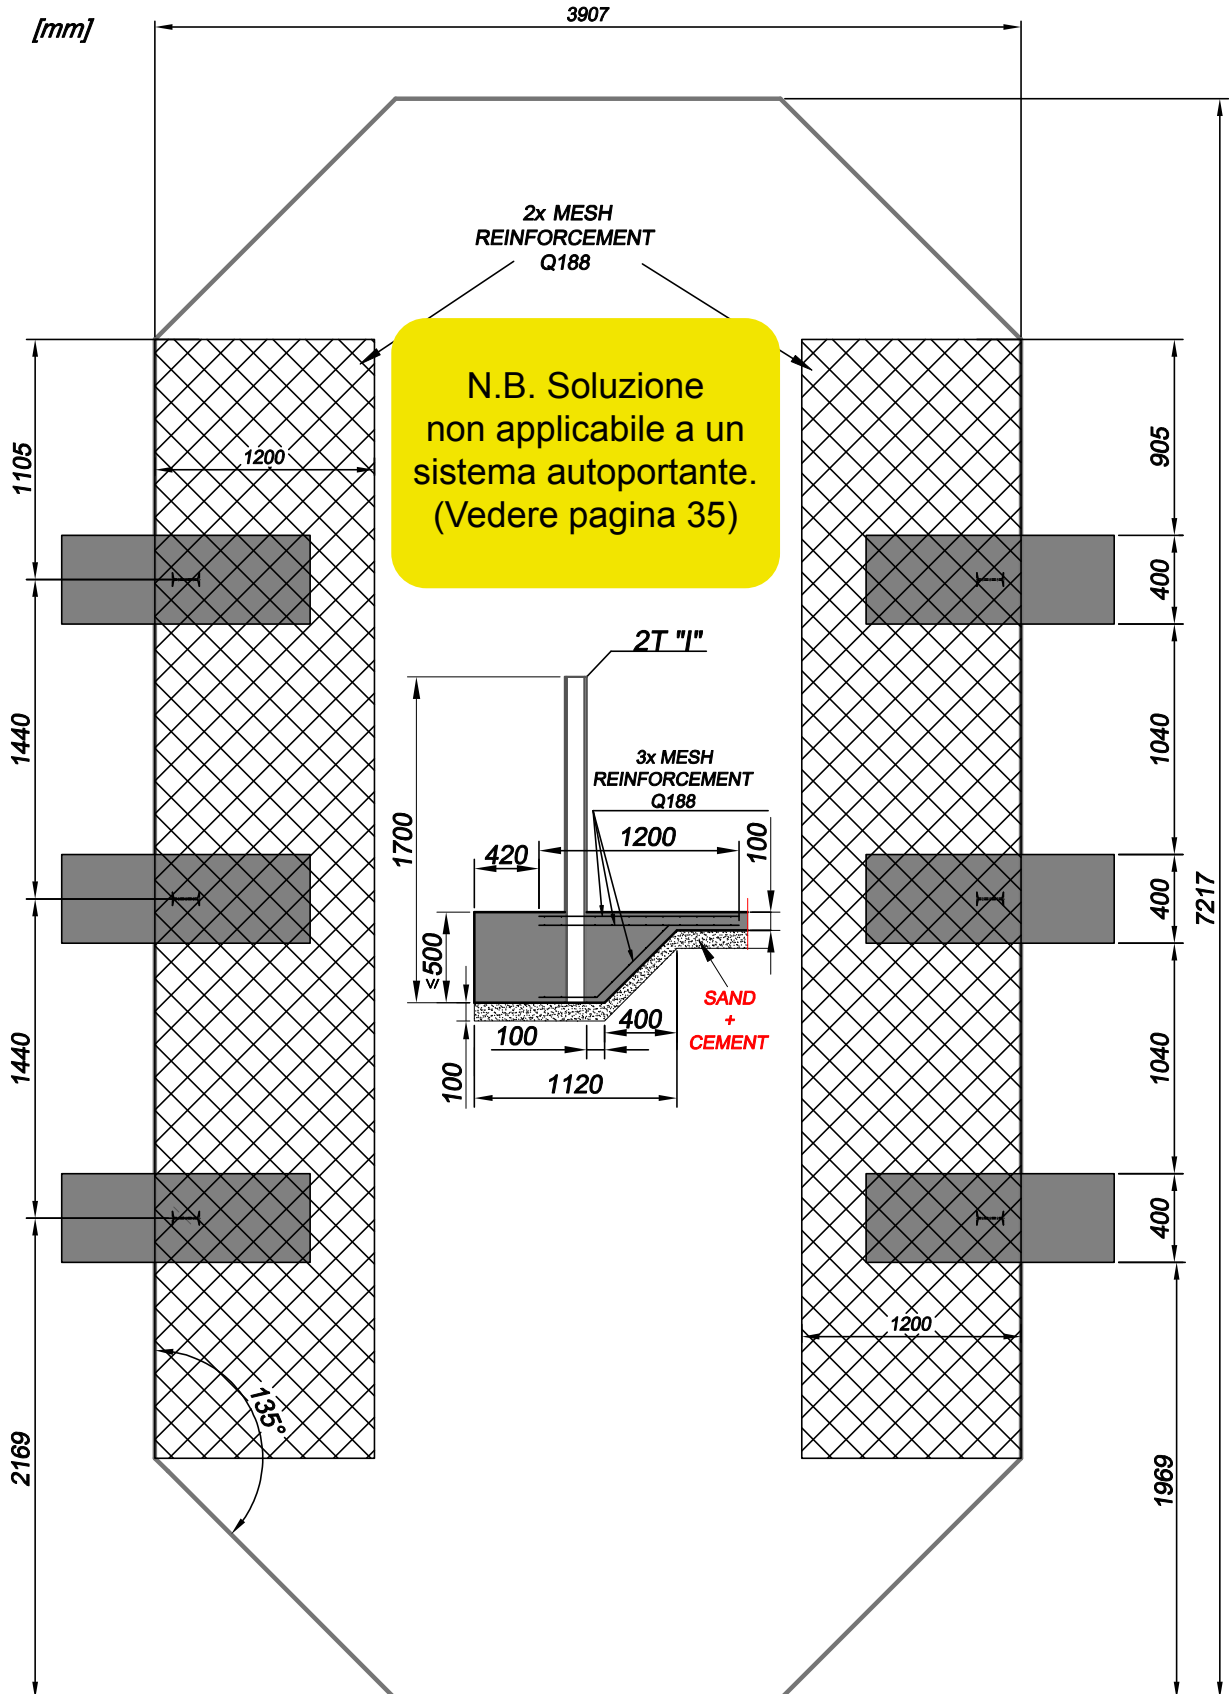 [mm]
3907
2x MESH
REINFORCEMENT
Q188
N.B. Soluzione
non applicabile a un
sistema autoportante.
(Vedere pagina 35)
1105
1200
905
400
1440
2T "I"
1040
3x MESH
REINFORCEMENT
Q188
1700
420
1200
100
400
7217
≤500
SAND
+
CEMENT
100
400
100
1120
1440
1040
400
1200
135°
2169
1969